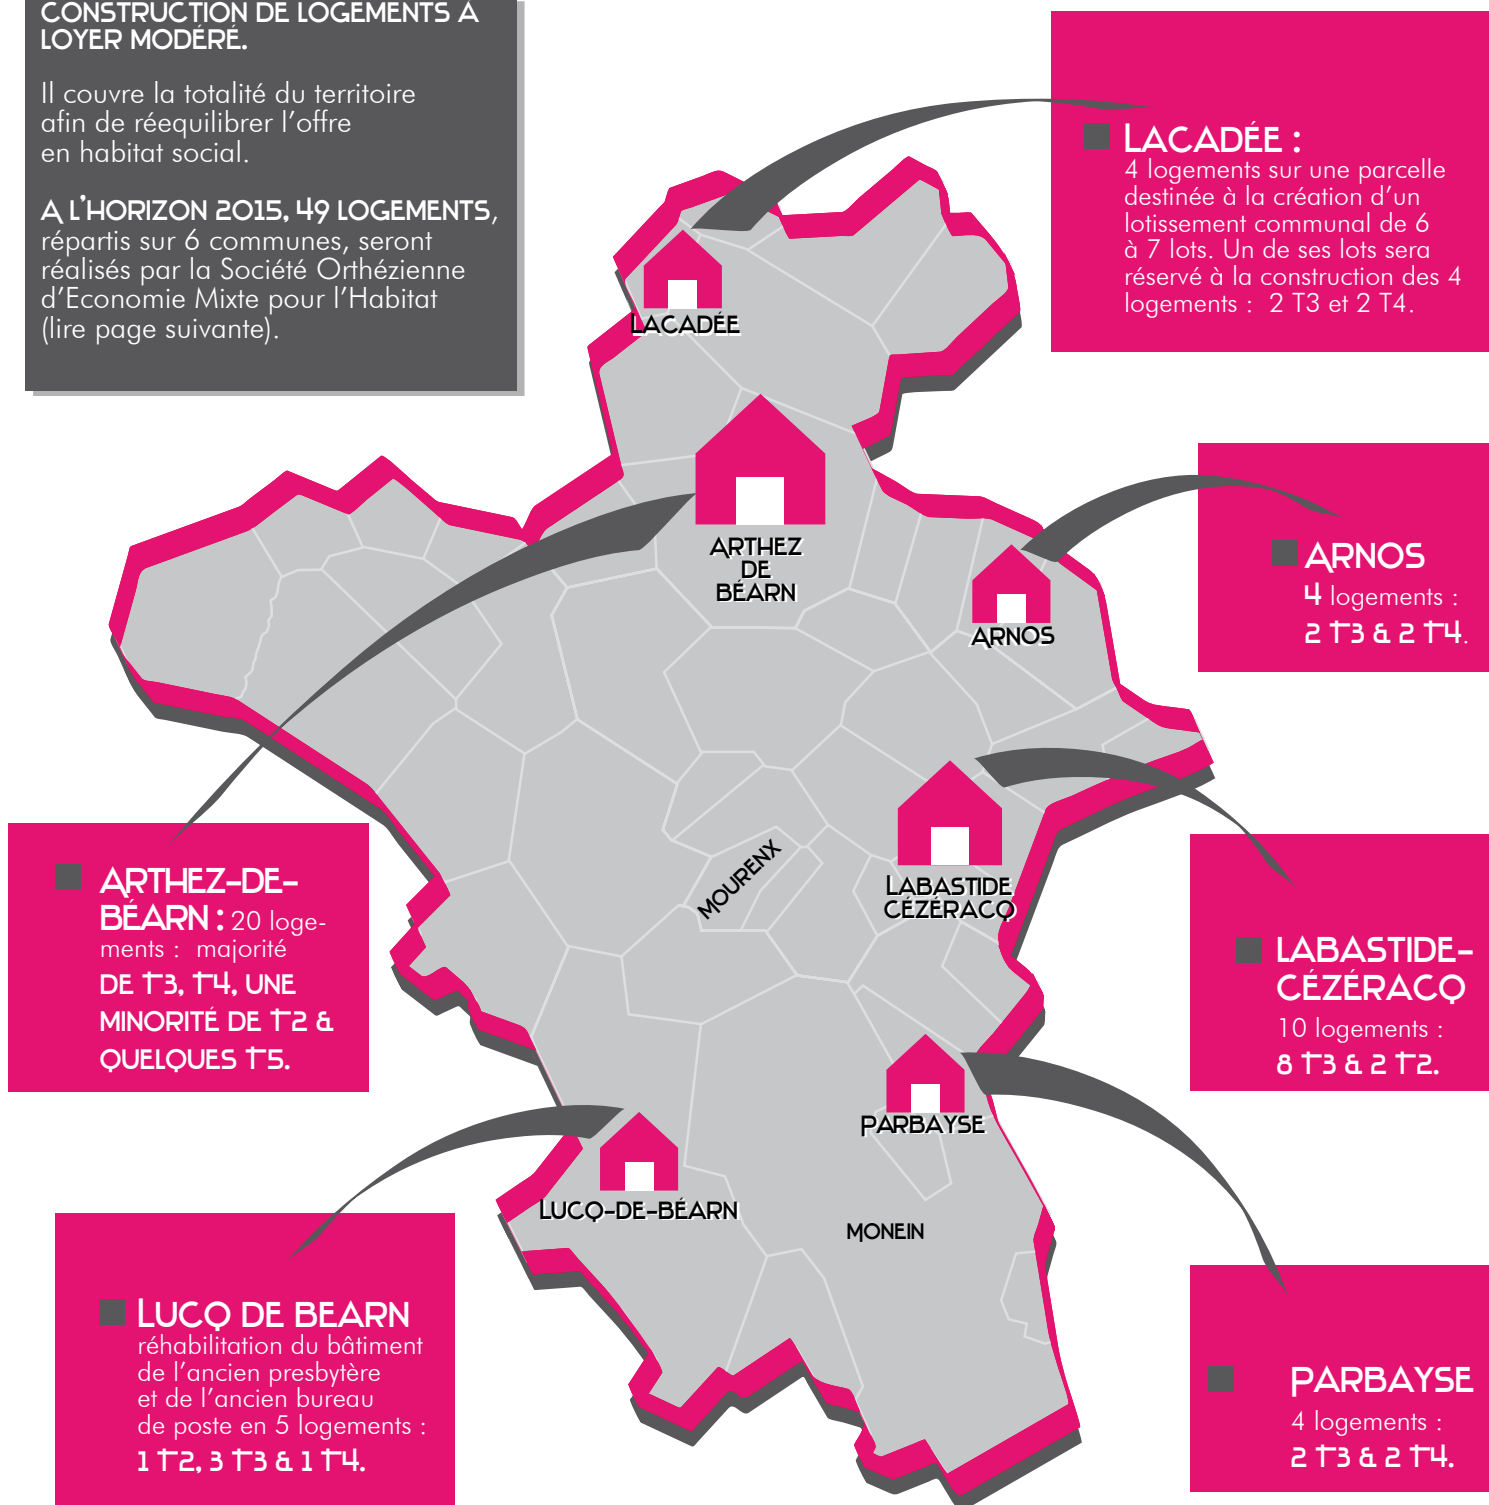 CONSTRUCTION DE LOGEMENTS À
LOYER MODÉRÉ.
Il couvre la totalité du territoire
afin de réequilibrer l'offre
en habitat social.
A L'HORIZON 2015, 49 LOGEMENTS,
répartis sur 6 communes, seront
réalisés par la Société Orthézienne
d'Economie Mixte pour l'Habitat
(lire page suivante).
LACADÉE :
4 logements sur une parcelle
destinée à la création d'un
lotissement communal de 6
à 7 lots. Un de ses lots sera
réservé à la construction des 4
logements : 2 T3 et 2 T4.
LACADÉE
ARTHEZ
DE
BÉARN
ARNOS
ARNOS
4 logements :
2 T3 & 2 T4.
MOURENX
LABASTIDE
CÉZÉRACQ
ARTHEZ-DE-
BÉARN : 20 loge-
ments : majorité
DE T3, T4, UNE
MINORITÉ DE T2 &
QUELQUES T5.
LABASTIDE-
CÉZÉRACQ
10 logements :
8 T3 & 2 T2.
PARBAYSE
LUCQ-DE-BÉARN
MONEIN
LUCQ DE BEARN
réhabilitation du bâtiment
de l'ancien presbytère
et de l'ancien bureau
de poste en 5 logements :
1 T2, 3 T3 & 1 T4.
PARBAYSE
4 logements :
2 T3 & 2 T4.